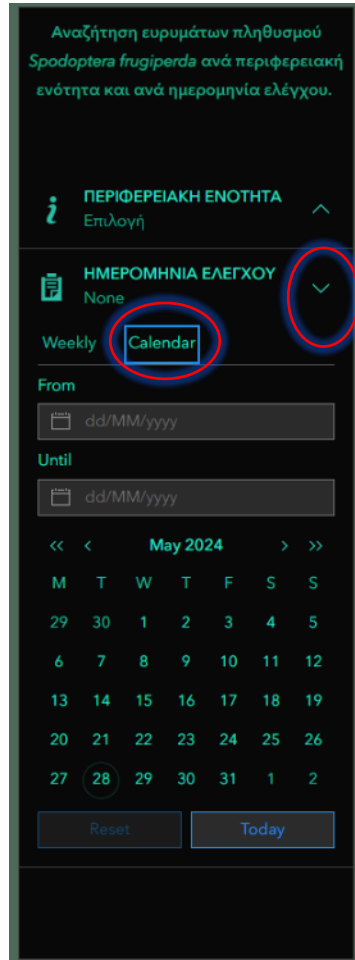 Αναζήτηση ευρυμάτων πληθυσμού
Spodoptera frugiperda ανά περιφερειακή
ενότητα και ανά ημερομηνία ελέγχου.
ΠΕΡΙΦΕΡΕΙΑΚΗ ΕΝΟΤΗΤΑ
Επιλογή
ΗΜΕΡΟΜΗΝΙΑ ΕΛΕΓΧΟΥ
None
Weekly Calendar
From
dd/MM/yyyy
Until
dd/MM/yyyy
<< < May 2024 > >>
M T W T F S S
29 30 1 2 3 4 5
6 7 8 9 10 11 12
13 14 15 16 17 18 19
20 21 22 23 24 25 26
27 28 29 30 31 1 2
Reset Today